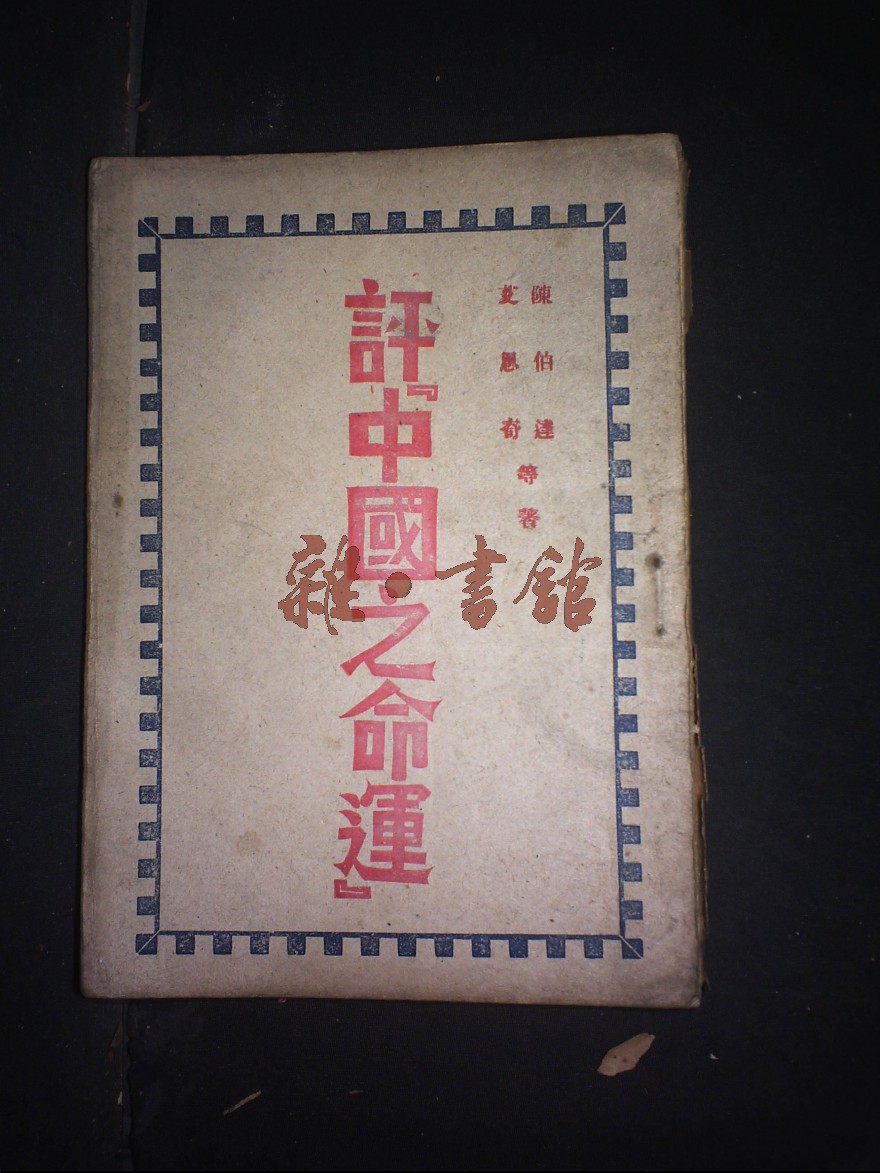 陳伯達
艾思奇
等著
評『中國之命運』
雜·書館